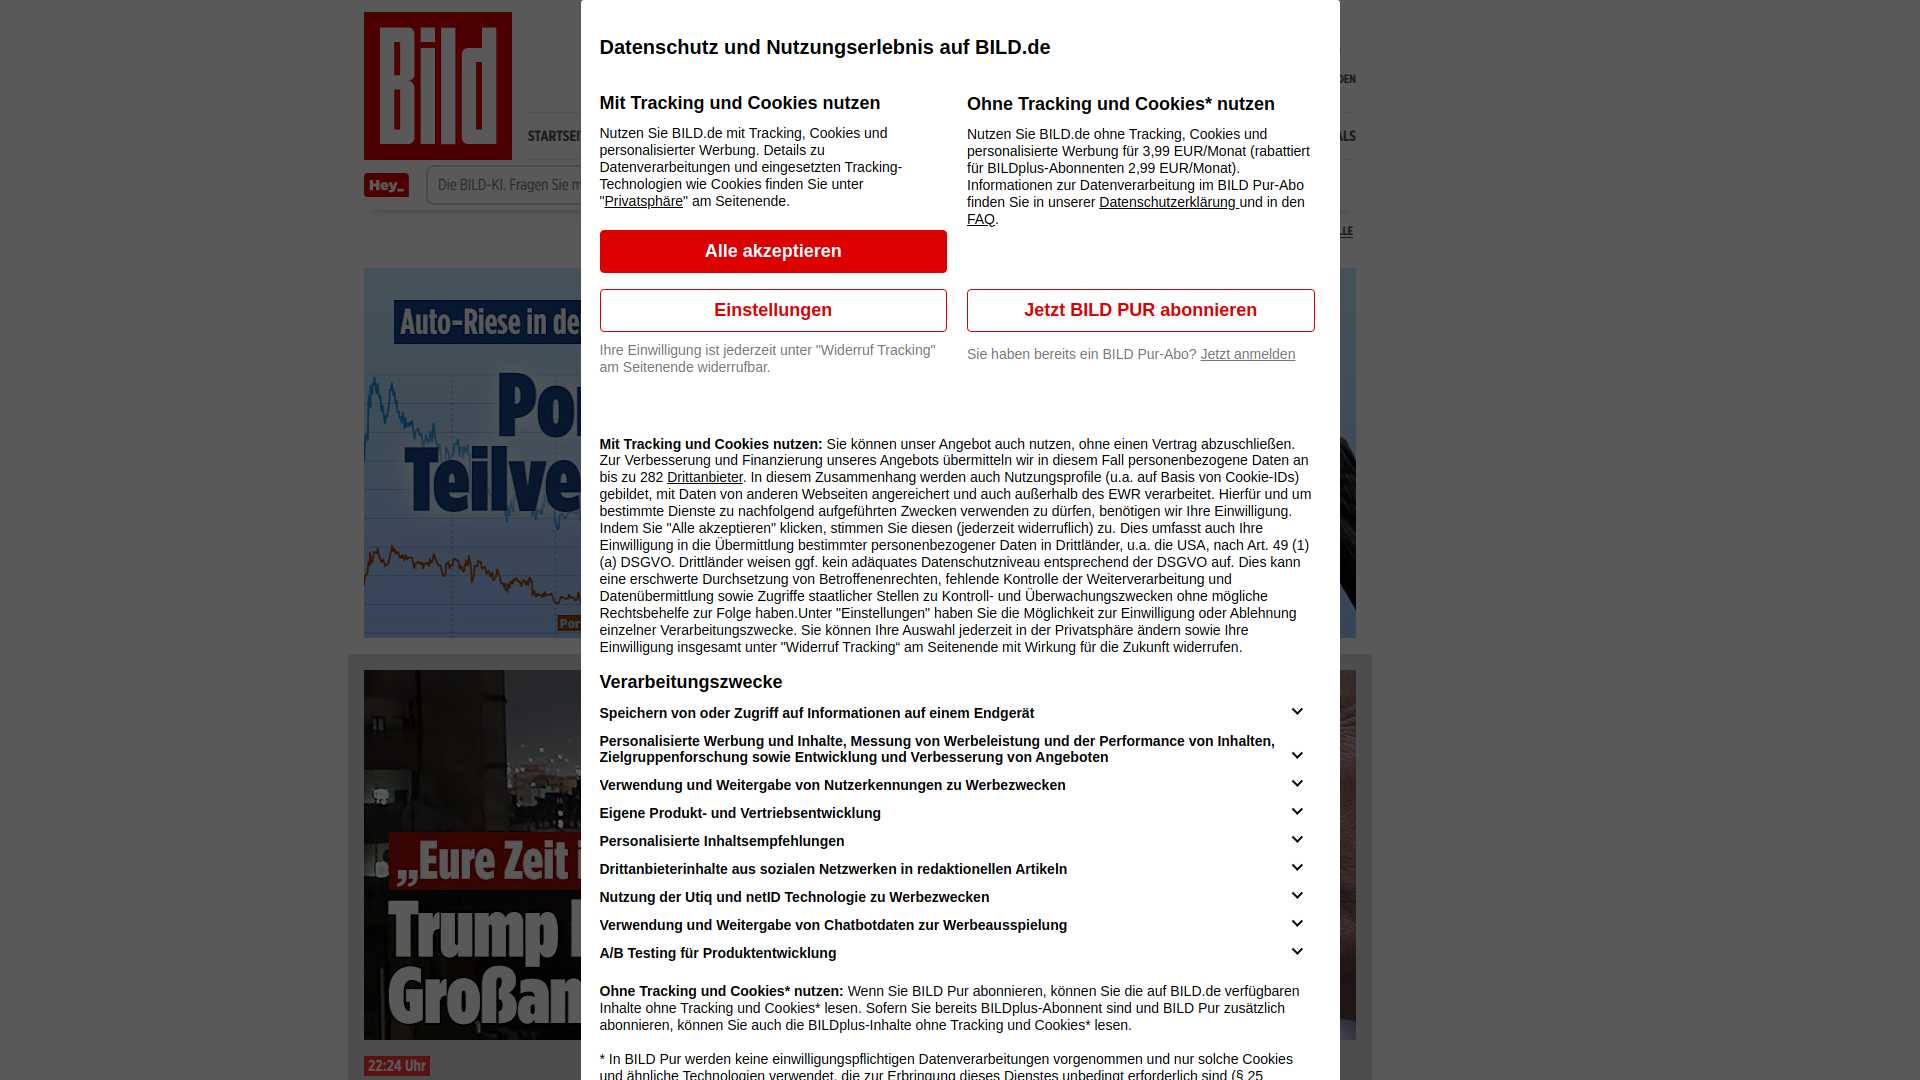 Bild
DEN
STARTSEI
ALS
Hey_
Die BILD-KI. Fragen Sie m
LLE
Auto-Riese in de
Por
Teilve
Por
„Eure Zeit i
Trump
Großan
22:24 Uhr
Datenschutz und Nutzungserlebnis auf BILD.de
Mit Tracking und Cookies nutzen
Nutzen Sie BILD.de mit Tracking, Cookies und
personalisierter Werbung. Details zu
Datenverarbeitungen und eingesetzten Tracking-
Technologien wie Cookies finden Sie unter
"Privatsphäre" am Seitenende.
Alle akzeptieren
Einstellungen
Ihre Einwilligung ist jederzeit unter "Widerruf Tracking"
am Seitenende widerrufbar.
Ohne Tracking und Cookies* nutzen
Nutzen Sie BILD.de ohne Tracking, Cookies und
personalisierte Werbung für 3,99 EUR/Monat (rabattiert
für BILDplus-Abonnenten 2,99 EUR/Monat).
Informationen zur Datenverarbeitung im BILD Pur-Abo
finden Sie in unserer Datenschutzerklärung und in den
FAQ.
Jetzt BILD PUR abonnieren
Sie haben bereits ein BILD Pur-Abo? Jetzt anmelden
Mit Tracking und Cookies nutzen: Sie können unser Angebot auch nutzen, ohne einen Vertrag abzuschließen.
Zur Verbesserung und Finanzierung unseres Angebots übermitteln wir in diesem Fall personenbezogene Daten an
bis zu 282 Drittanbieter. In diesem Zusammenhang werden auch Nutzungsprofile (u.a. auf Basis von Cookie-IDs)
gebildet, mit Daten von anderen Webseiten angereichert und auch außerhalb des EWR verarbeitet. Hierfür und um
bestimmte Dienste zu nachfolgend aufgeführten Zwecken verwenden zu dürfen, benötigen wir Ihre Einwilligung.
Indem Sie "Alle akzeptieren" klicken, stimmen Sie diesen (jederzeit widerruflich) zu. Dies umfasst auch Ihre
Einwilligung in die Übermittlung bestimmter personenbezogener Daten in Drittländer, u.a. die USA, nach Art. 49 (1)
(a) DSGVO. Drittländer weisen ggf. kein adäquates Datenschutzniveau entsprechend der DSGVO auf. Dies kann
eine erschwerte Durchsetzung von Betroffenenrechten, fehlende Kontrolle der Weiterverarbeitung und
Datenübermittlung sowie Zugriffe staatlicher Stellen zu Kontroll- und Überwachungszwecken ohne mögliche
Rechtsbehelfe zur Folge haben.Unter "Einstellungen" haben Sie die Möglichkeit zur Einwilligung oder Ablehnung
einzelner Verarbeitungszwecke. Sie können Ihre Auswahl jederzeit in der Privatsphäre ändern sowie Ihre
Einwilligung insgesamt unter "Widerruf Tracking“ am Seitenende mit Wirkung für die Zukunft widerrufen.
Verarbeitungszwecke
Speichern von oder Zugriff auf Informationen auf einem Endgerät
Personalisierte Werbung und Inhalte, Messung von Werbeleistung und der Performance von Inhalten,
Zielgruppenforschung sowie Entwicklung und Verbesserung von Angeboten
Verwendung und Weitergabe von Nutzerkennungen zu Werbezwecken
Eigene Produkt- und Vertriebsentwicklung
Personalisierte Inhaltsempfehlungen
Drittanbieterinhalte aus sozialen Netzwerken in redaktionellen Artikeln
Nutzung der Utiq und netID Technologie zu Werbezwecken
Verwendung und Weitergabe von Chatbotdaten zur Werbeausspielung
A/B Testing für Produktentwicklung
Ohne Tracking und Cookies* nutzen: Wenn Sie BILD Pur abonnieren, können Sie die auf BILD.de verfügbaren
Inhalte ohne Tracking und Cookies* lesen. Sofern Sie bereits BILDplus-Abonnent sind und BILD Pur zusätzlich
abonnieren, können Sie auch die BILDplus-Inhalte ohne Tracking und Cookies* lesen.
* In BILD Pur werden keine einwilligungspflichtigen Datenverarbeitungen vorgenommen und nur solche Cookies
und ähnliche Technologien verwendet, die zur Erbringung dieses Dienstes unbedingt erforderlich sind (§ 25